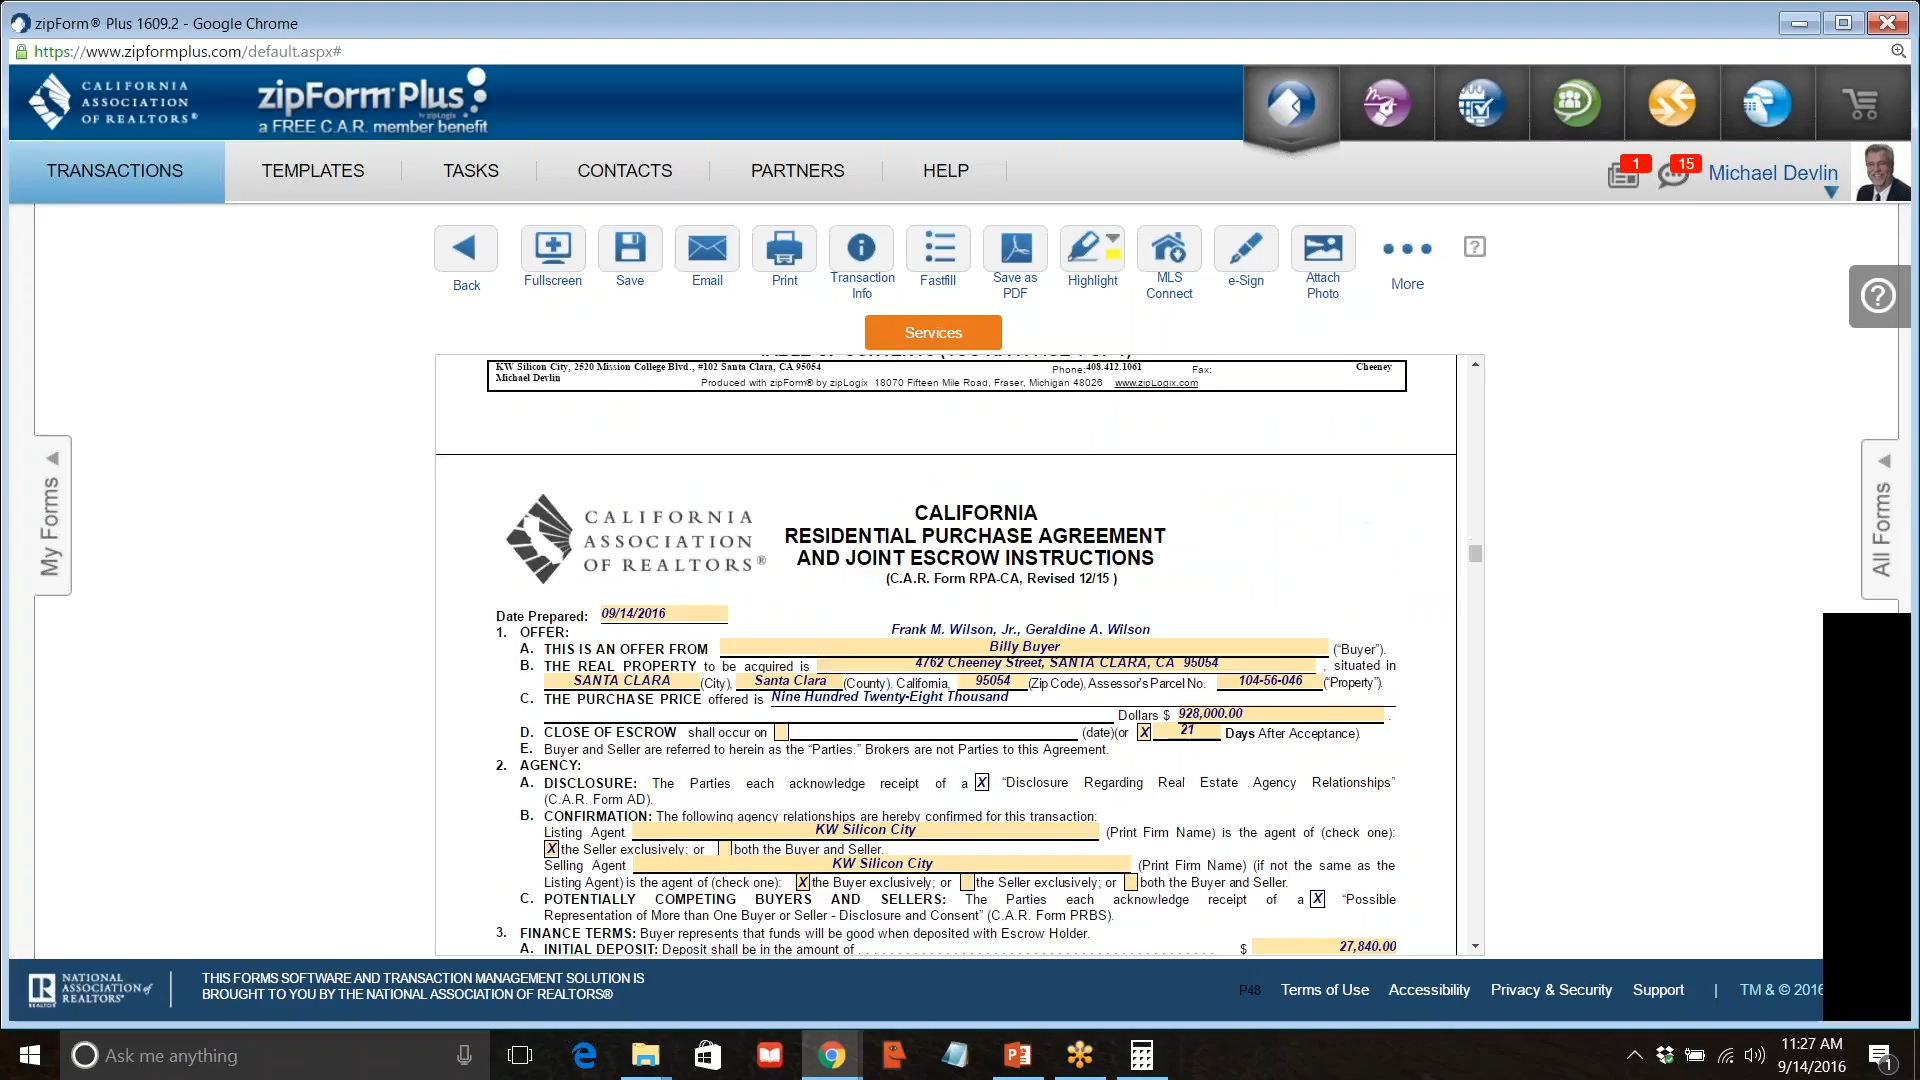 zipForm® Plus 1609.2 - Google Chrome
https://www.zipformplus.com/default.aspx#
CALIFORNIA
ASSOCIATION
OF REALTORS®
zipForm Plus
by zipLogix
a FREE C.A.R. member benefit
TRANSACTIONS
TEMPLATES
TASKS
CONTACTS
PARTNERS
HELP
1
15
Michael Devlin
Back
Fullscreen
Save
Email
Print
Transaction
Info
Fastfill
Save as
PDF
Highlight
MLS
Connect
e-Sign
Attach
Photo
More
?
?
Services
My Forms
All Forms
KW Silicon City, 2520 Mission College Blvd., #102 Santa Clara, CA 95054 Phone: 408.412.1061 Fax: Cheeney
Michael Devlin Produced with zipForm® by zipLogix 18070 Fifteen Mile Road, Fraser, Michigan 48026 www.zipLogix.com
CALIFORNIA
ASSOCIATION
OF REALTORS®
CALIFORNIA
RESIDENTIAL PURCHASE AGREEMENT
AND JOINT ESCROW INSTRUCTIONS
(C.A.R. Form RPA-CA, Revised 12/15 )
Date Prepared: 09/14/2016
1. OFFER: Frank M. Wilson, Jr., Geraldine A. Wilson
A. THIS IS AN OFFER FROM Billy Buyer (“Buyer”).
B. THE REAL PROPERTY to be acquired is 4762 Cheeney Street, SANTA CLARA, CA 95054 , situated in
SANTA CLARA (City), Santa Clara (County), California, 95054 (Zip Code), Assessor's Parcel No. 104-56-046 (“Property”).
C. THE PURCHASE PRICE offered is Nine Hundred Twenty-Eight Thousand
Dollars $ 928,000.00 .
D. CLOSE OF ESCROW shall occur on (date)(or X 21 Days After Acceptance).
E. Buyer and Seller are referred to herein as the “Parties.” Brokers are not Parties to this Agreement.
2. AGENCY:
A. DISCLOSURE: The Parties each acknowledge receipt of a X “Disclosure Regarding Real Estate Agency Relationships”
(C.A.R. Form AD).
B. CONFIRMATION: The following agency relationships are hereby confirmed for this transaction:
Listing Agent KW Silicon City (Print Firm Name) is the agent of (check one):
X the Seller exclusively; or both the Buyer and Seller.
Selling Agent KW Silicon City (Print Firm Name) (if not the same as the
Listing Agent) is the agent of (check one): X the Buyer exclusively; or the Seller exclusively; or both the Buyer and Seller.
C. POTENTIALLY COMPETING BUYERS AND SELLERS: The Parties each acknowledge receipt of a X “Possible
Representation of More than One Buyer or Seller - Disclosure and Consent” (C.A.R. Form PRBS).
3. FINANCE TERMS: Buyer represents that funds will be good when deposited with Escrow Holder.
A. INITIAL DEPOSIT: Deposit shall be in the amount of . . . . . . . . . . . . . . . . . . . . . . . . . . . . . . . . . . . . . . . . . . . $ 27,840.00
NATIONAL
ASSOCIATION of
REALTORS®
REALTOR
THIS FORMS SOFTWARE AND TRANSACTION MANAGEMENT SOLUTION IS
BROUGHT TO YOU BY THE NATIONAL ASSOCIATION OF REALTORS®
P48 Terms of Use Accessibility Privacy & Security Support | TM & © 2016
Ask me anything
11:27 AM
9/14/2016
1